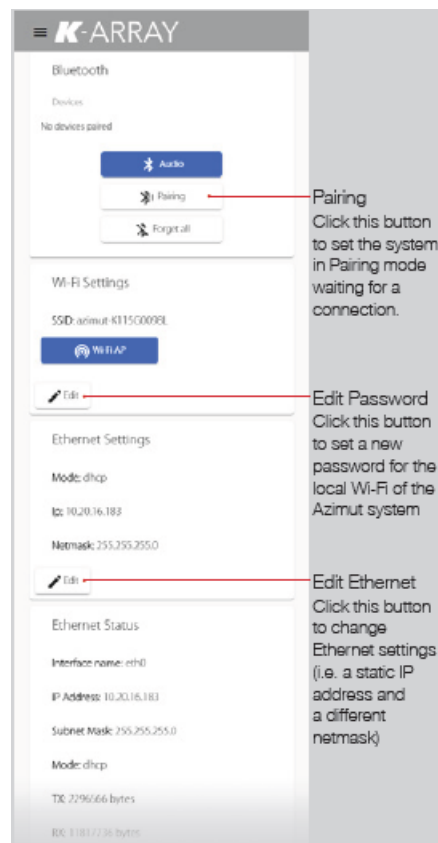 K-ARRAY
Bluetooth
Devices
No devices paired
Audio
Pairing
Forget all
Pairing
Click this button
to set the system
in Pairing mode
waiting for a
connection.
Wi-Fi Settings
SSID: azimut-K115G0098L
Wi-Fi AP
Edit
Edit Password
Click this button
to set a new
password for the
local Wi-Fi of the
Azimut system
Ethernet Settings
Mode: dhcp
Ip: 10.20.16.183
Netmask: 255.255.255.0
Edit
Edit Ethernet
Click this button
to change
Ethernet settings
(i.e. a static IP
address and
a different
netmask)
Ethernet Status
Interface name: eth0
IP Address: 10.20.16.183
Subnet Mask: 255.255.255.0
Mode: dhcp
TX: 2296566 bytes
RX: 11817736 bytes